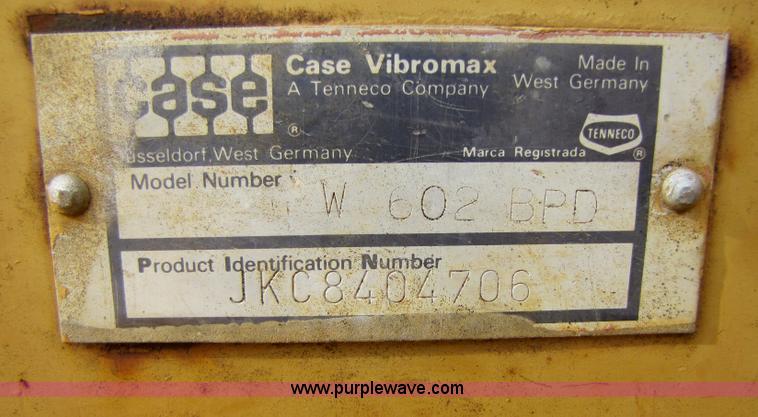 case
®
Case Vibromax
A Tenneco Company
Made In
West Germany
TENNECO
®
Düsseldorf, West Germany
Marca Registrada
Model Number
W 602 BPD
Product Identification Number
JKC8404706
www.purplewave.com